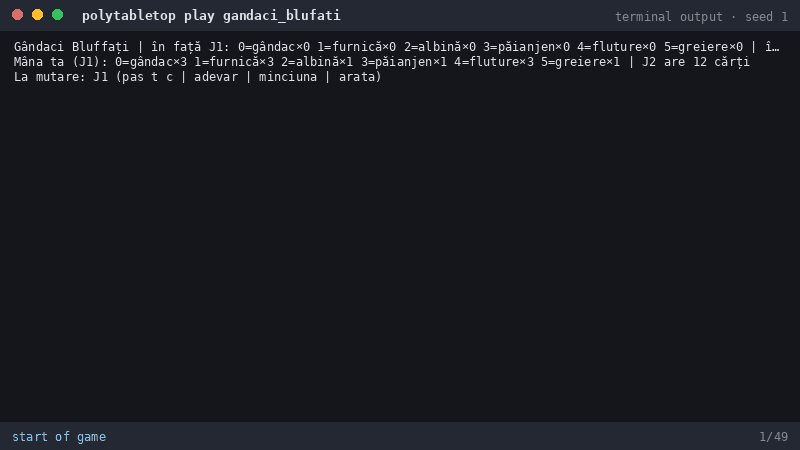 polytabletop play gandaci_blufati
terminal output · seed 1
Gândaci Bluffați | în față J1: 0=gândac×0 1=furnică×0 2=albină×0 3=păianjen×0 4=fluture×0 5=greiere×0 | î…
Mâna ta (J1): 0=gândac×3 1=furnică×3 2=albină×1 3=păianjen×1 4=fluture×3 5=greiere×1 | J2 are 12 cărți
La mutare: J1 (pas t c | adevar | minciuna | arata)
start of game
1/49